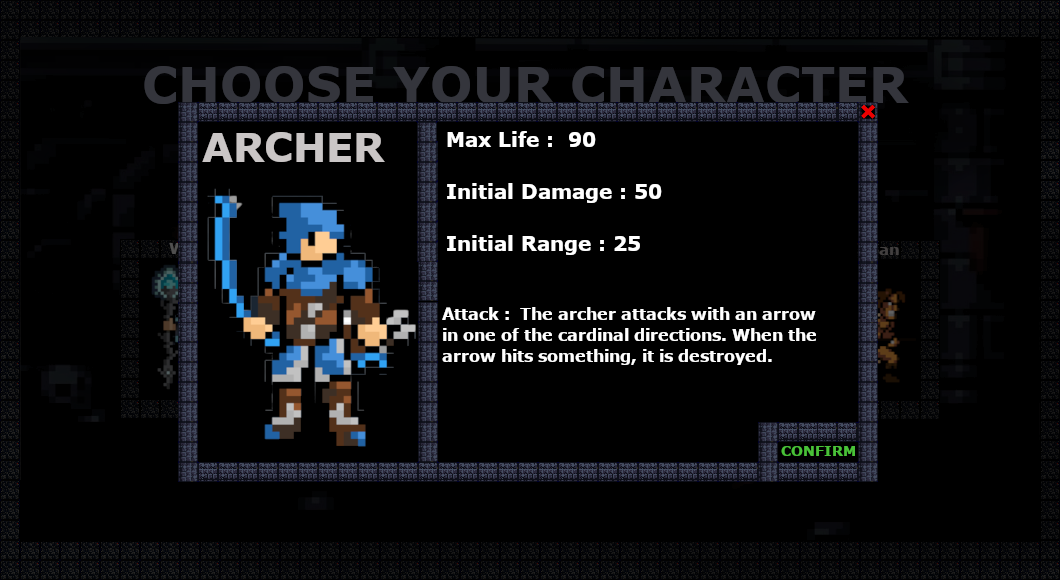 CHOOSE YOUR CHARACTER
ARCHER
Max Life : 90
Initial Damage : 50
Initial Range : 25
Attack : The archer attacks with an arrow
in one of the cardinal directions. When the
arrow hits something, it is destroyed.
CONFIRM